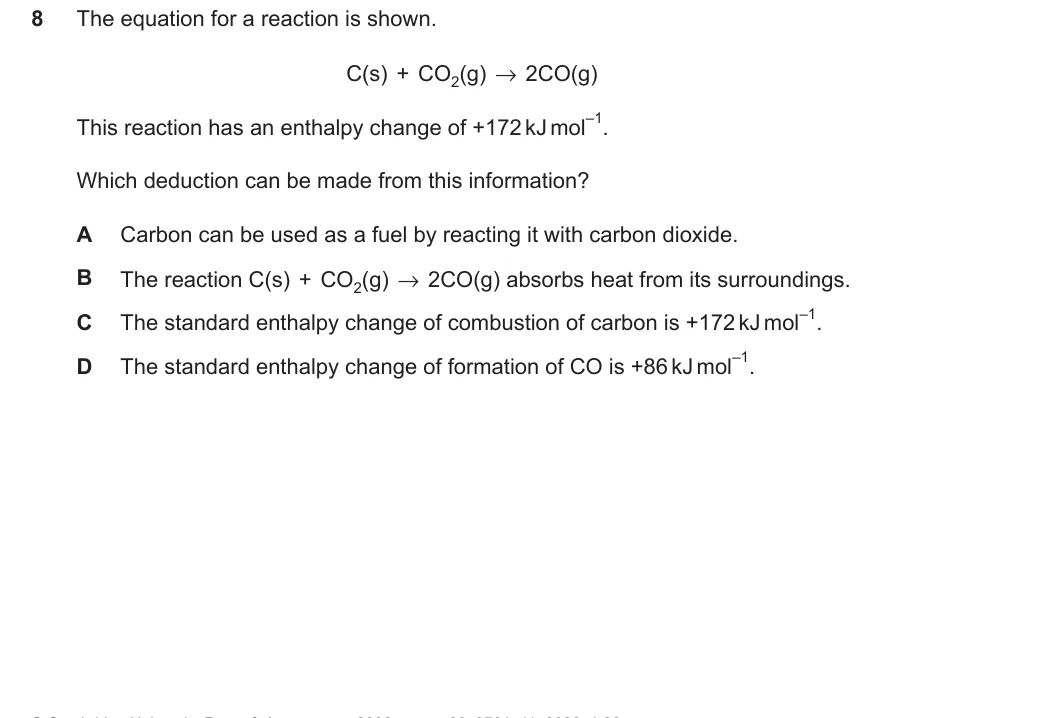 8 The equation for a reaction is shown.
C(s) + CO₂(g) → 2CO(g)
This reaction has an enthalpy change of +172 kJ mol⁻¹.
Which deduction can be made from this information?
A Carbon can be used as a fuel by reacting it with carbon dioxide.
B The reaction C(s) + CO₂(g) → 2CO(g) absorbs heat from its surroundings.
C The standard enthalpy change of combustion of carbon is +172 kJ mol⁻¹.
D The standard enthalpy change of formation of CO is +86 kJ mol⁻¹.